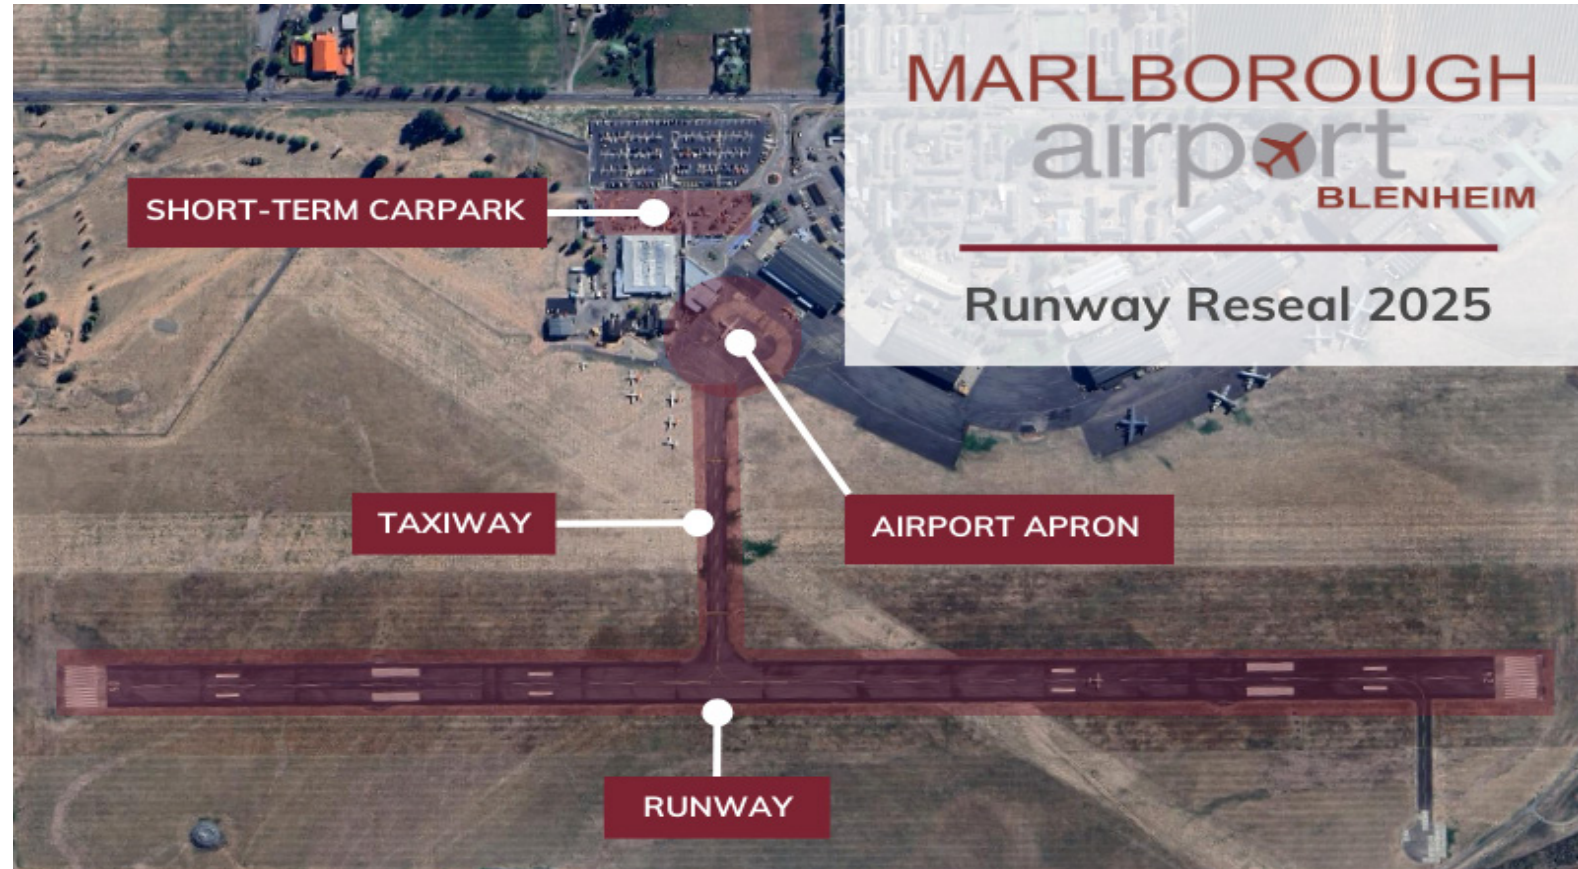 MARLBOROUGH
airport
BLENHEIM
Runway Reseal 2025
SHORT-TERM CARPARK
TAXIWAY
AIRPORT APRON
RUNWAY